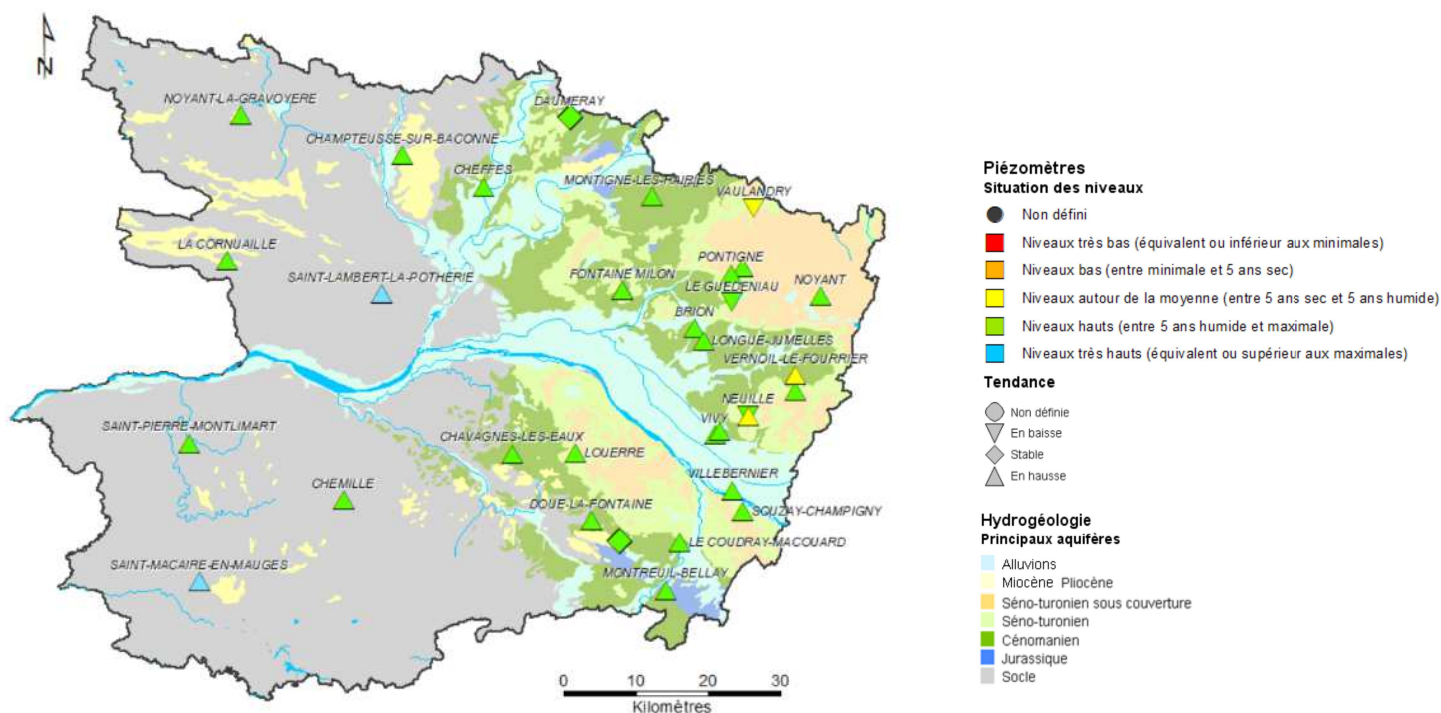 N
NOYANT-LA-GRAVOYERE
DAUMERAY
CHAMPTEUSSE-SUR-BACONNE
CHEFFES
MONTIGNE-LES-RAIRIES
VAULANDRY
LA CORNUAILLE
SAINT-LAMBERT-LA-POTHERIE
PONTIGNE
FONTAINE MILON
LE GUEDENIAU
NOYANT
BRION
LONGUE-JUMELLES
VERNOIL-LE-FOURRIER
NEUILLE
VIVY
SAINT-PIERRE-MONTLIMART
CHAVAGNES-LES-EAUX
LOUERRE
CHEMILLE
VILLEBERNIER
DOUE-LA-FONTAINE
SOUZAY-CHAMPIGNY
LE COUDRAY-MACOUARD
SAINT-MACAIRE-EN-MAUGES
MONTREUIL-BELLAY
0 10 20 30
Kilomètres
Piézomètres
Situation des niveaux
Non défini
Niveaux très bas (équivalent ou inférieur aux minimales)
Niveaux bas (entre minimale et 5 ans sec)
Niveaux autour de la moyenne (entre 5 ans sec et 5 ans humide)
Niveaux hauts (entre 5 ans humide et maximale)
Niveaux très hauts (équivalent ou supérieur aux maximales)
Tendance
Non définie
En baisse
Stable
En hausse
Hydrogéologie
Principaux aquifères
Alluvions
Miocène Pliocène
Séno-turonien sous couverture
Séno-turonien
Cénomanien
Jurassique
Socle